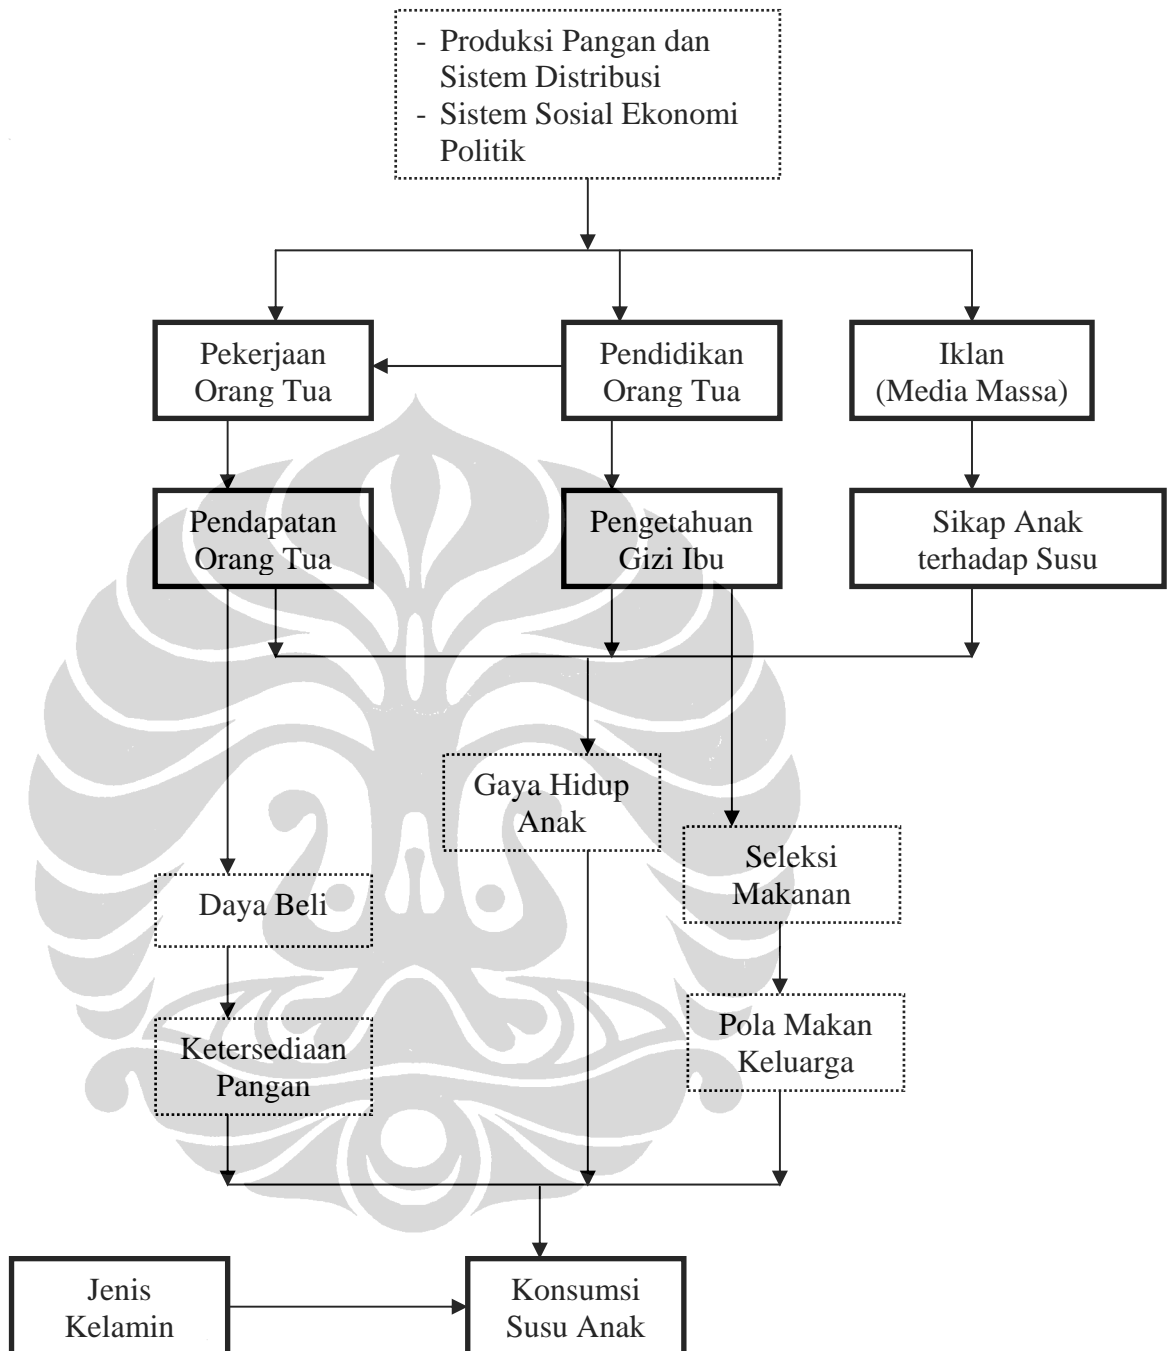 - Produksi Pangan dan
Sistem Distribusi
- Sistem Sosial Ekonomi
Politik
Pekerjaan
Orang Tua
Pendidikan
Orang Tua
Iklan
(Media Massa)
Pendapatan
Orang Tua
Pengetahuan
Gizi Ibu
Sikap Anak
terhadap Susu
Gaya Hidup
Anak
Seleksi
Makanan
Daya Beli
Pola Makan
Keluarga
Ketersediaan
Pangan
Jenis
Kelamin
Konsumsi
Susu Anak